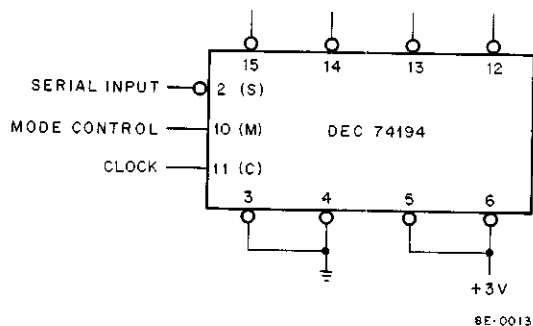 15 14 13 12
SERIAL INPUT 2 (S)
MODE CONTROL 10 (M) DEC 74194
CLOCK 11 (C)
3 4 5 6
+3V
8E-0013